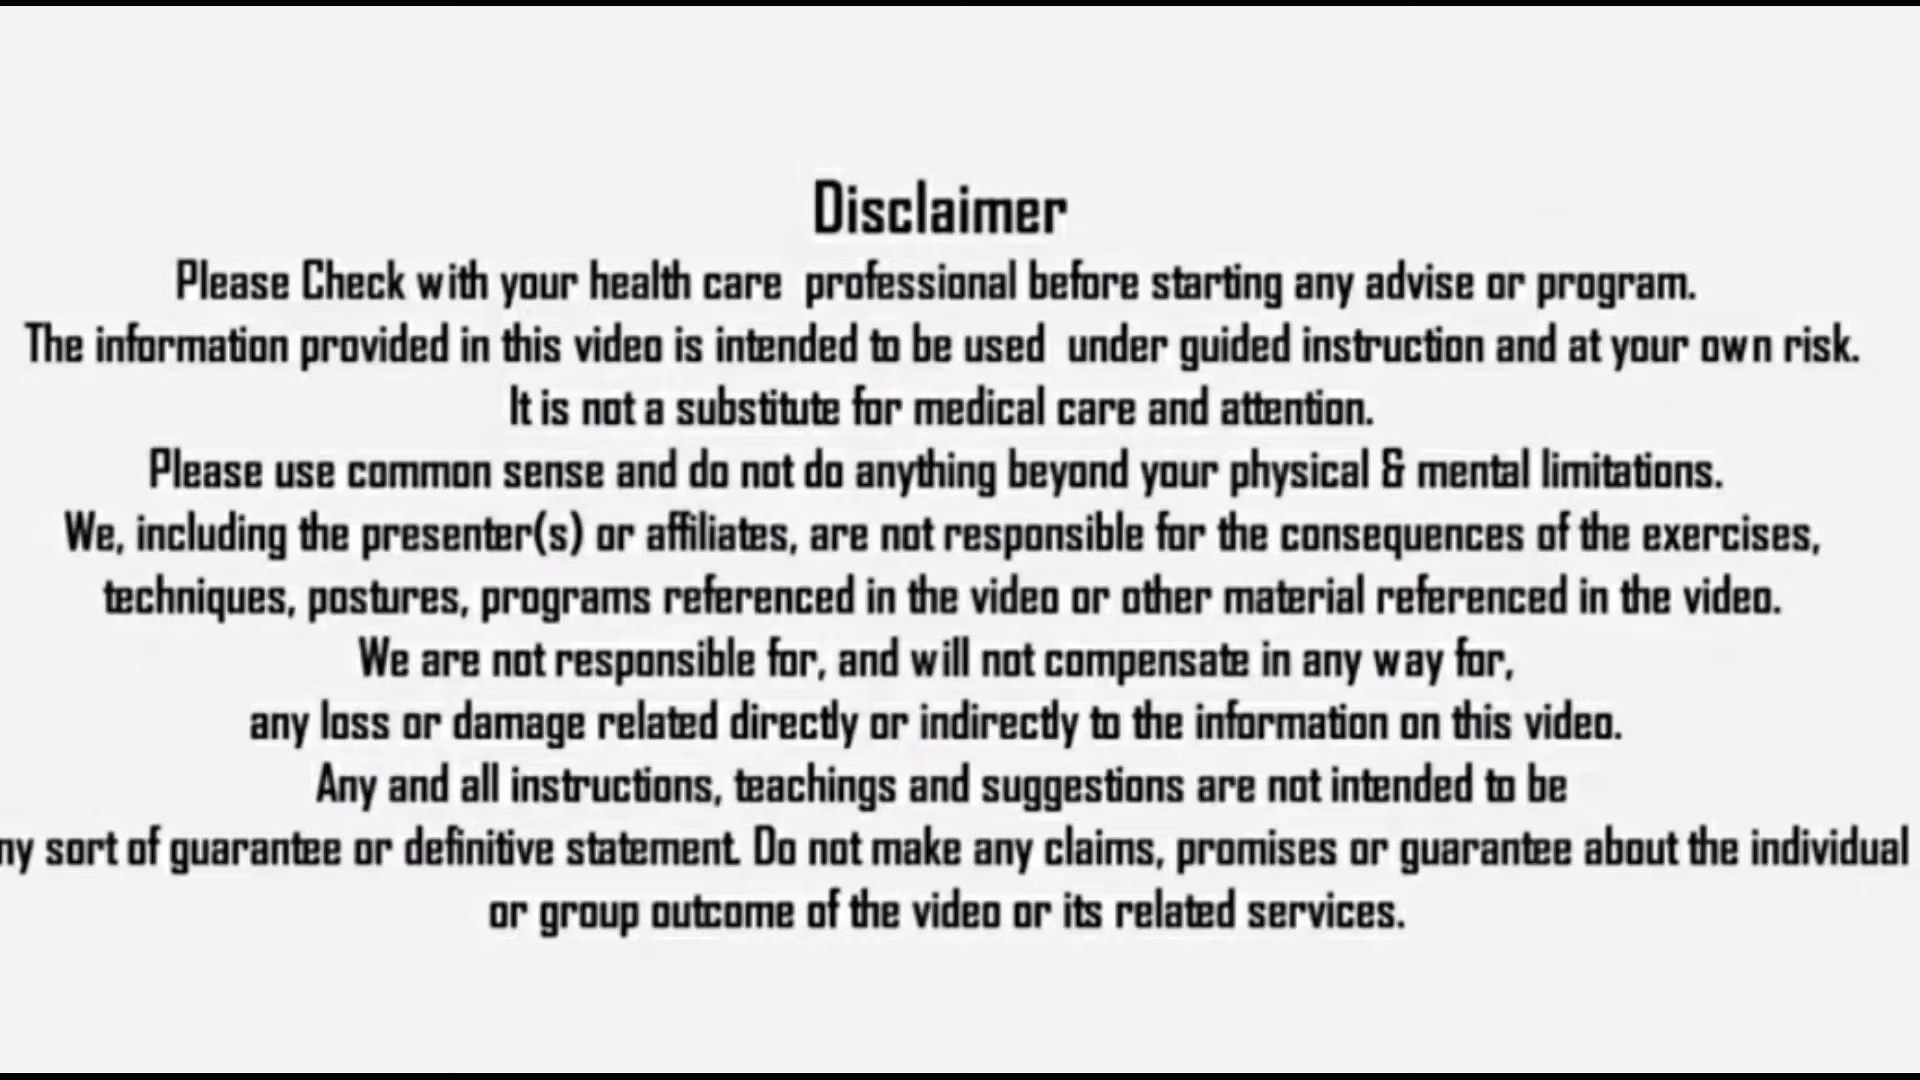 Disclaimer
Please Check with your health care professional before starting any advise or program.
The information provided in this video is intended to be used under guided instruction and at your own risk.
It is not a substitute for medical care and attention.
Please use common sense and do not do anything beyond your physical & mental limitations.
We, including the presenter(s) or affiliates, are not responsible for the consequences of the exercises,
techniques, postures, programs referenced in the video or other material referenced in the video.
We are not responsible for, and will not compensate in any way for,
any loss or damage related directly or indirectly to the information on this video.
Any and all instructions, teachings and suggestions are not intended to be
ny sort of guarantee or definitive statement. Do not make any claims, promises or guarantee about the individual
or group outcome of the video or its related services.